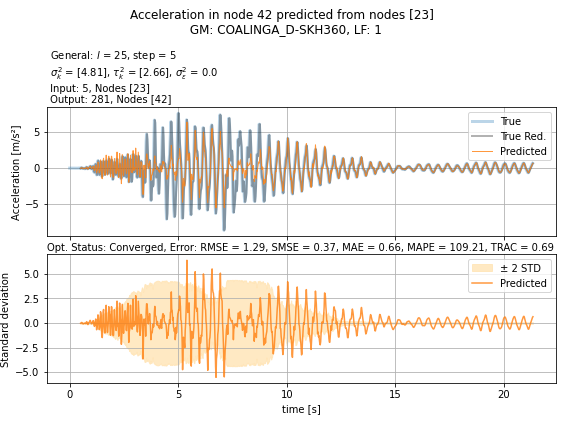 Acceleration in node 42 predicted from nodes [23]
GM: COALINGA_D-SKH360, LF: 1
General: l = 25, step = 5
σ²ₖ = [4.81], τ²ₖ = [2.66], σ²ε = 0.0
Input: 5, Nodes [23]
Output: 281, Nodes [42]
Acceleration [m/s²]
5
0
−5
True
True Red.
Predicted
Opt. Status: Converged, Error: RMSE = 1.29, SMSE = 0.37, MAE = 0.66, MAPE = 109.21, TRAC = 0.69
Standard deviation
5.0
2.5
0.0
−2.5
−5.0
± 2 STD
Predicted
0 5 10 15 20
time [s]